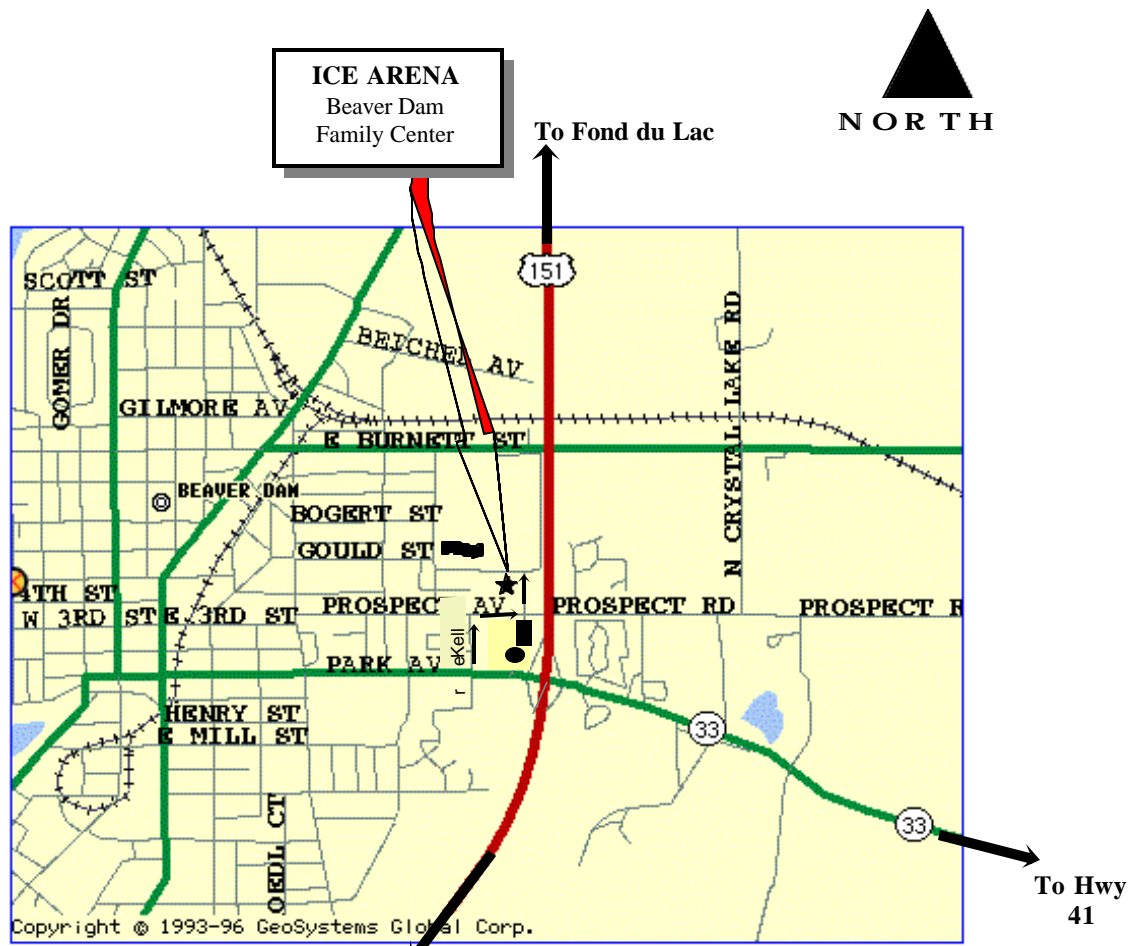 ICE ARENA
Beaver Dam
Family Center
NORTH
To Fond du Lac
151
SCOTT ST
GOMER DR
BEICHEL AV
N CRYSTAL LAKE RD
GILMORE AV
E BURNETT ST
BEAVER DAM
BOGERT ST
GOULD ST
4TH ST
PROSPECT AV
PROSPECT RD
PROSPECT R
W 3RD ST
E 3RD ST
eKell
r
PARK AV
HENRY ST
E MILL ST
33
33
OEDL CT
To Hwy
41
Copyright © 1993-96 GeoSystems Global Corp.